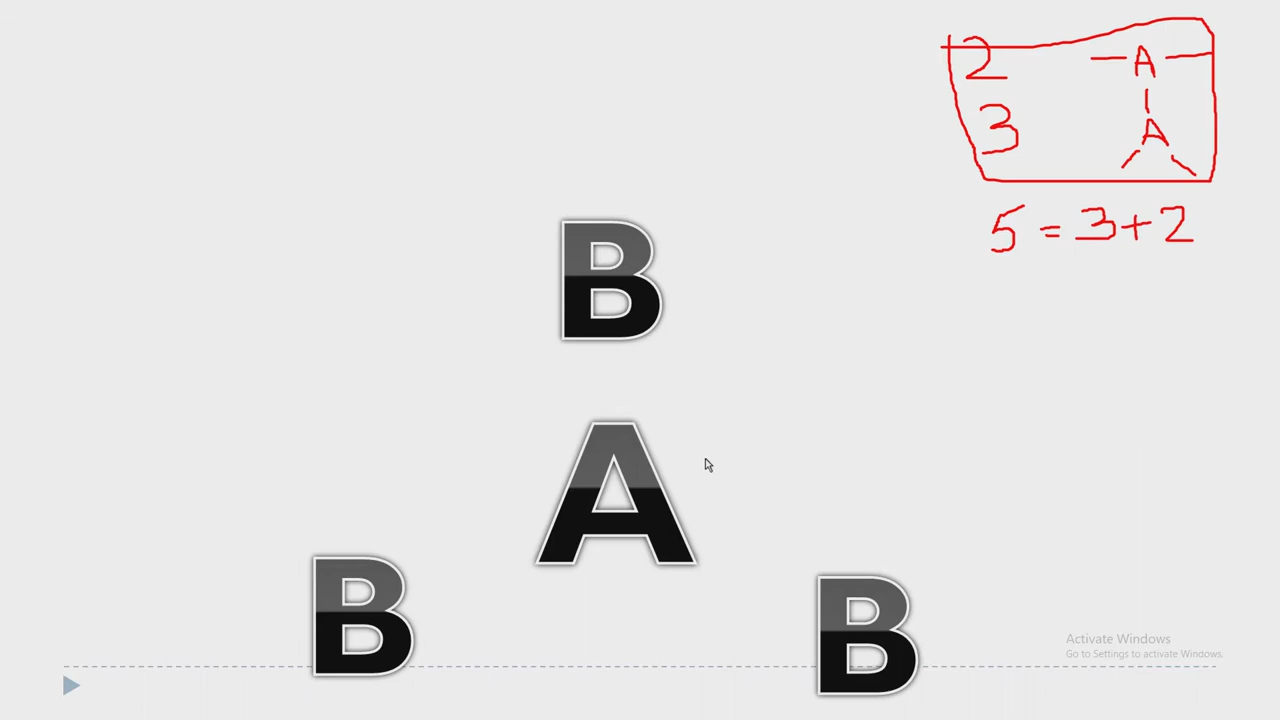 2 -A-
3 A
5 = 3+2
B
A
B B
Activate Windows
Go to Settings to activate Windows.